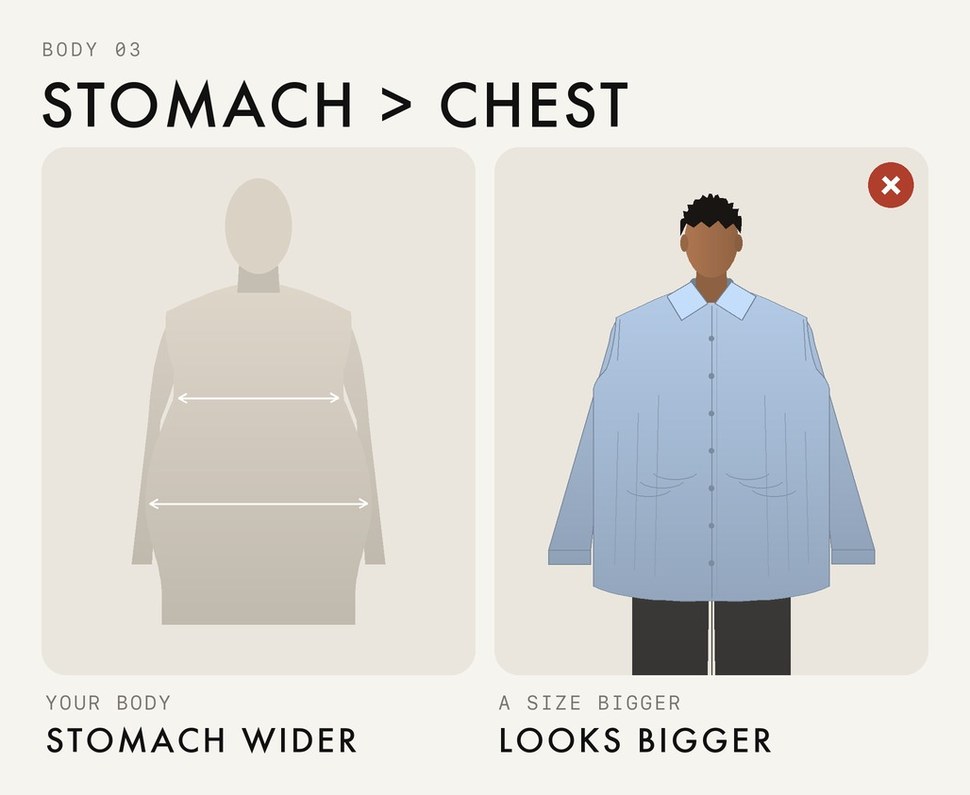 BODY 03
STOMACH > CHEST
YOUR BODY
STOMACH WIDER
A SIZE BIGGER
LOOKS BIGGER